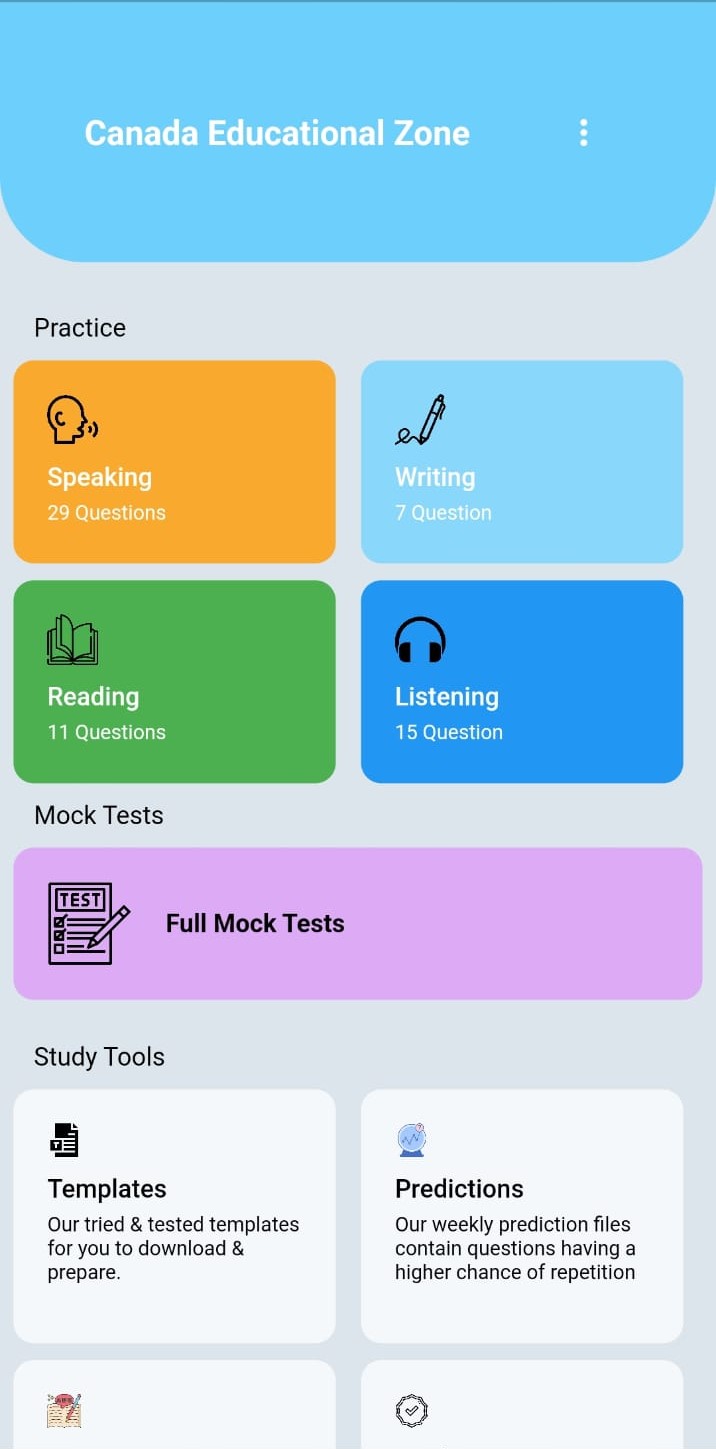 Canada Educational Zone
Practice
Speaking
29 Questions
Writing
7 Question
Reading
11 Questions
Listening
15 Question
Mock Tests
TEST
Full Mock Tests
Study Tools
Templates
Our tried & tested templates
for you to download &
prepare.
Predictions
Our weekly prediction files
contain questions having a
higher chance of repetition